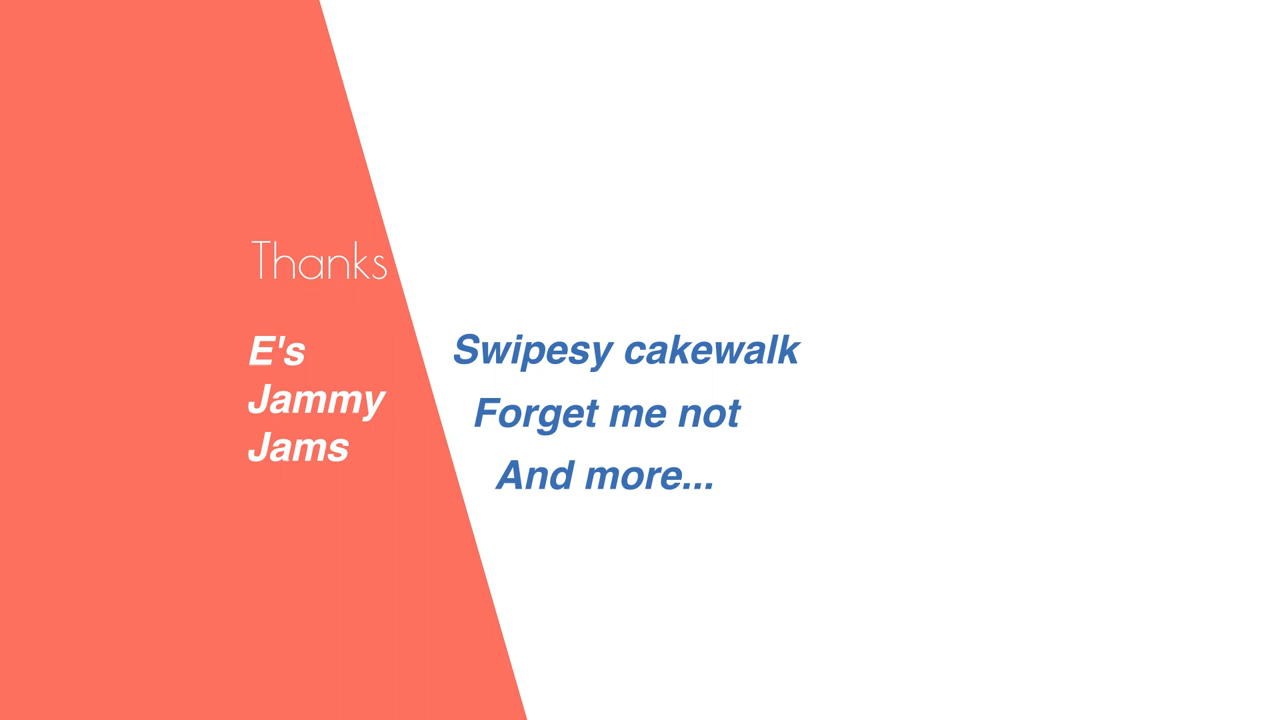 Thanks
E's
Jammy
Jams
Swipesy cakewalk
Forget me not
And more...